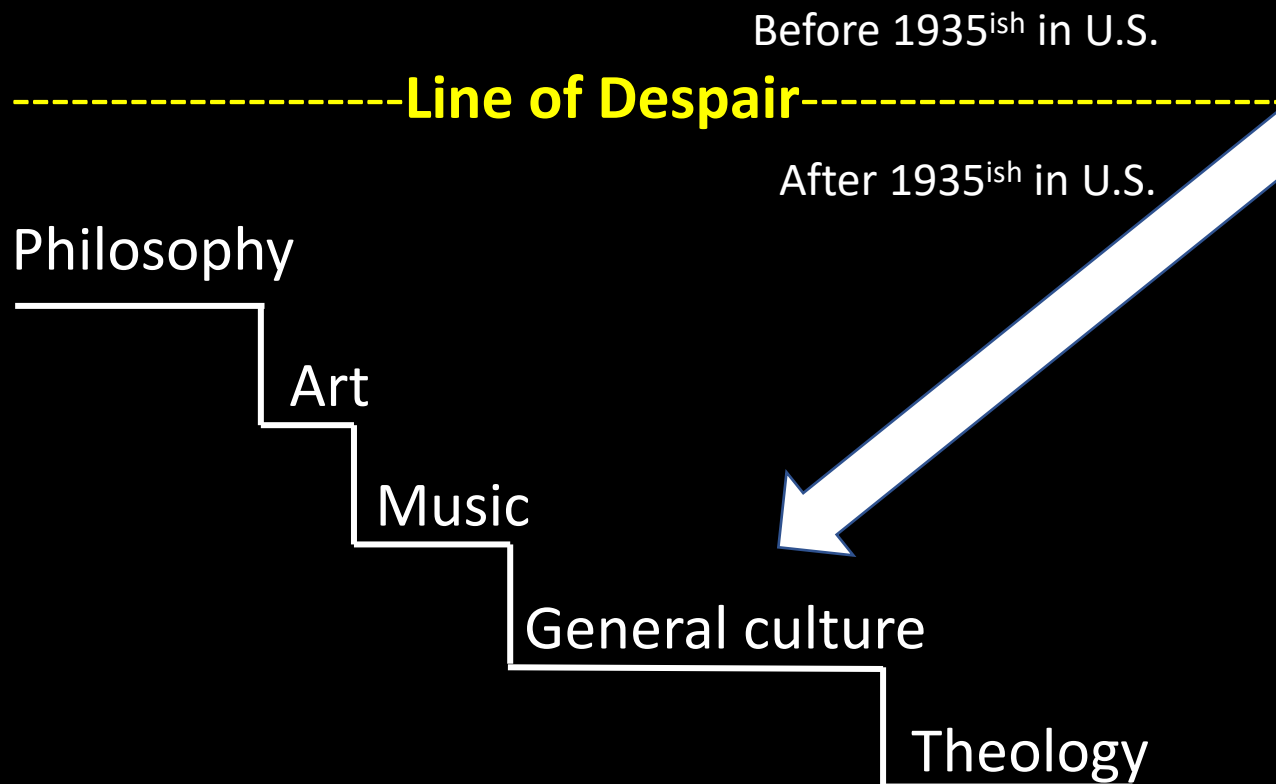 Before 1935ish in U.S.
--------------------Line of Despair-------------------------
After 1935ish in U.S.
Philosophy
Art
Music
General culture
Theology